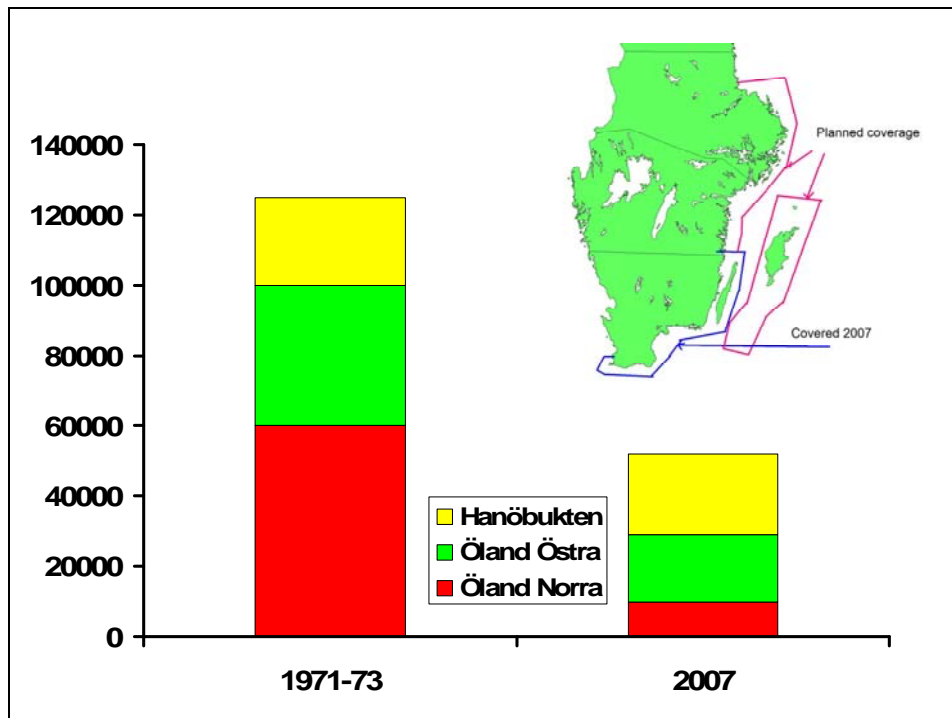 Planned coverage
Covered 2007
140000
120000
100000
80000
60000
40000
20000
0
Hanöbukten
Öland Östra
Öland Norra
1971-73
2007